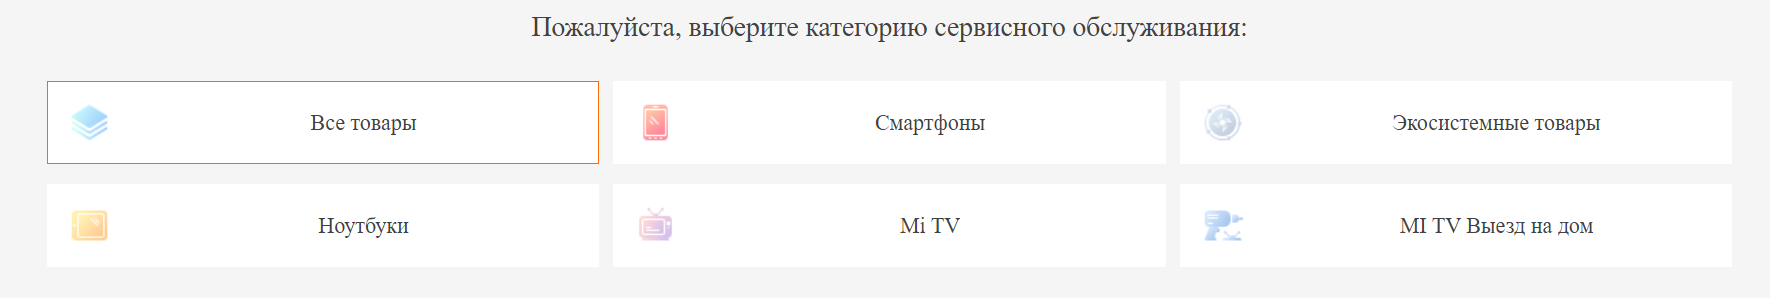 Пожалуйста, выберите категорию сервисного обслуживания:
Все товары
Смартфоны
Экосистемные товары
Ноутбуки
Mi TV
MI TV Выезд на дом